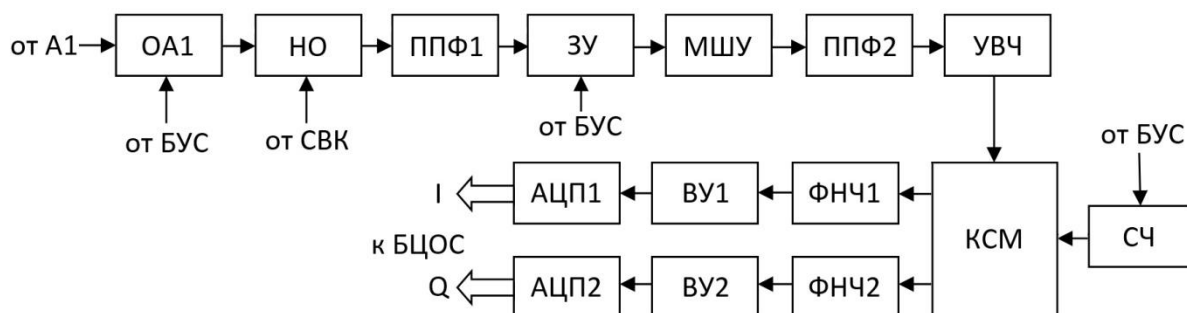 от А1 ОА1 НО ППФ1 ЗУ МШУ ППФ2 УВЧ
от БУС от СВК от БУС от БУС
I АЦП1 ВУ1 ФНЧ1 КСМ СЧ
к БЦОС
Q АЦП2 ВУ2 ФНЧ2